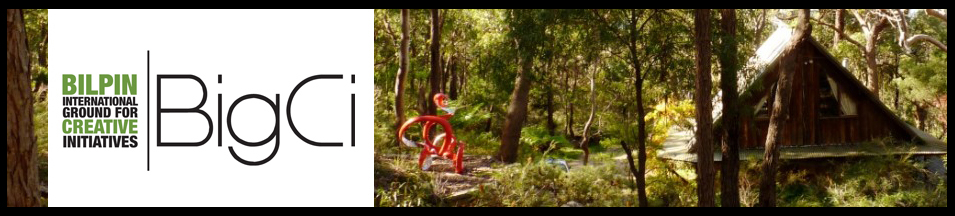 BILPIN
INTERNATIONAL
GROUND FOR
CREATIVE
INITIATIVES
BigCi